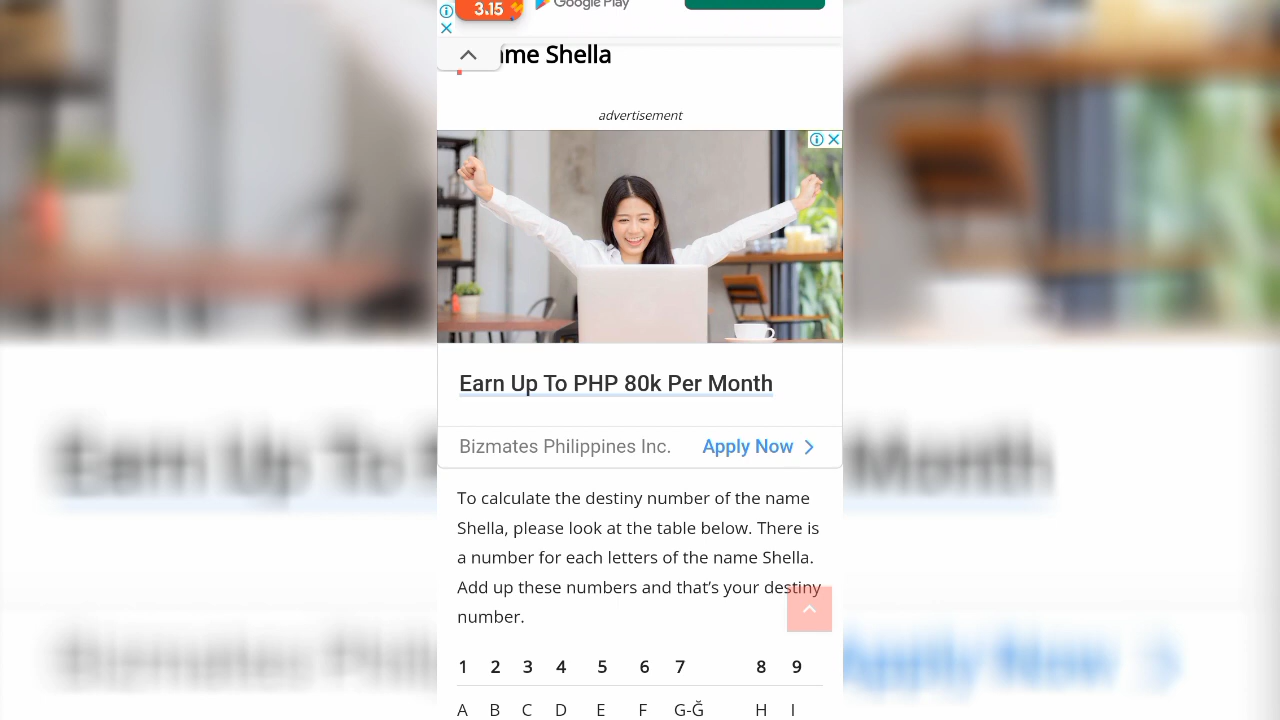 3.15
Google Play
me Shella
advertisement
Earn Up To PHP 80k Per Month
Bizmates Philippines Inc.
Apply Now
To calculate the destiny number of the name
Shella, please look at the table below. There is
a number for each letters of the name Shella.
Add up these numbers and that’s your destiny
number.
1 2 3 4 5 6 7 8 9
A B C D E F G-Ğ H I